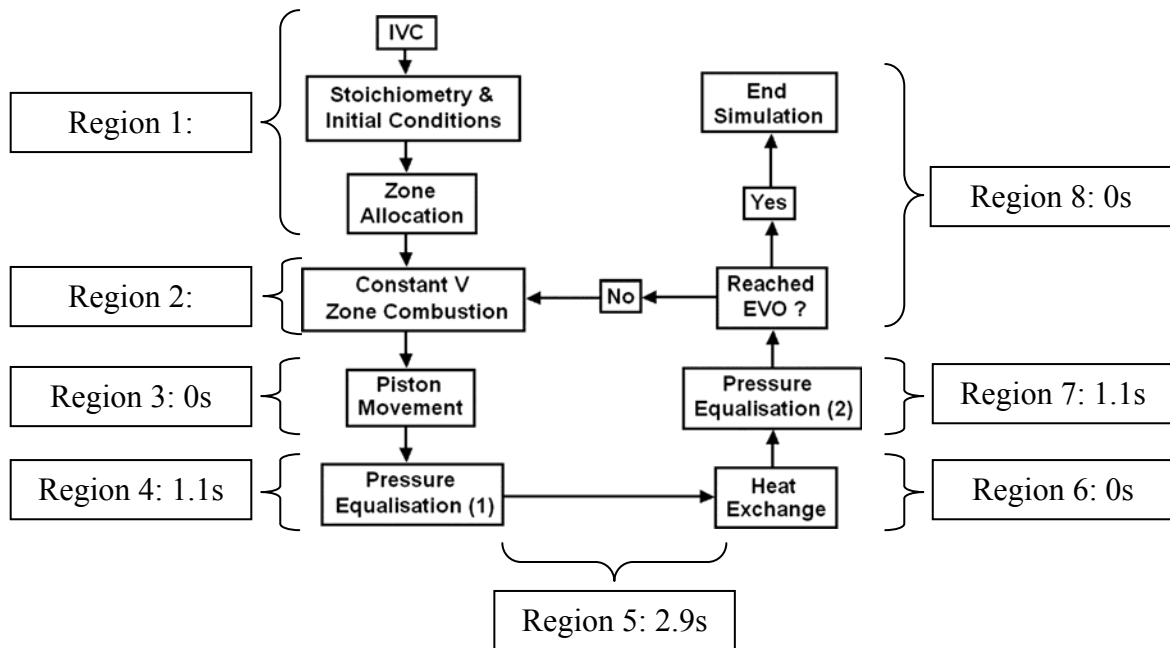 IVC
Stoichiometry &
Initial Conditions
Zone
Allocation
Constant V
Zone Combustion
Piston
Movement
Pressure
Equalisation (1)
Heat
Exchange
Pressure
Equalisation (2)
Reached
EVO ?
No
Yes
End
Simulation
Region 1:
Region 2:
Region 3: 0s
Region 4: 1.1s
Region 5: 2.9s
Region 6: 0s
Region 7: 1.1s
Region 8: 0s